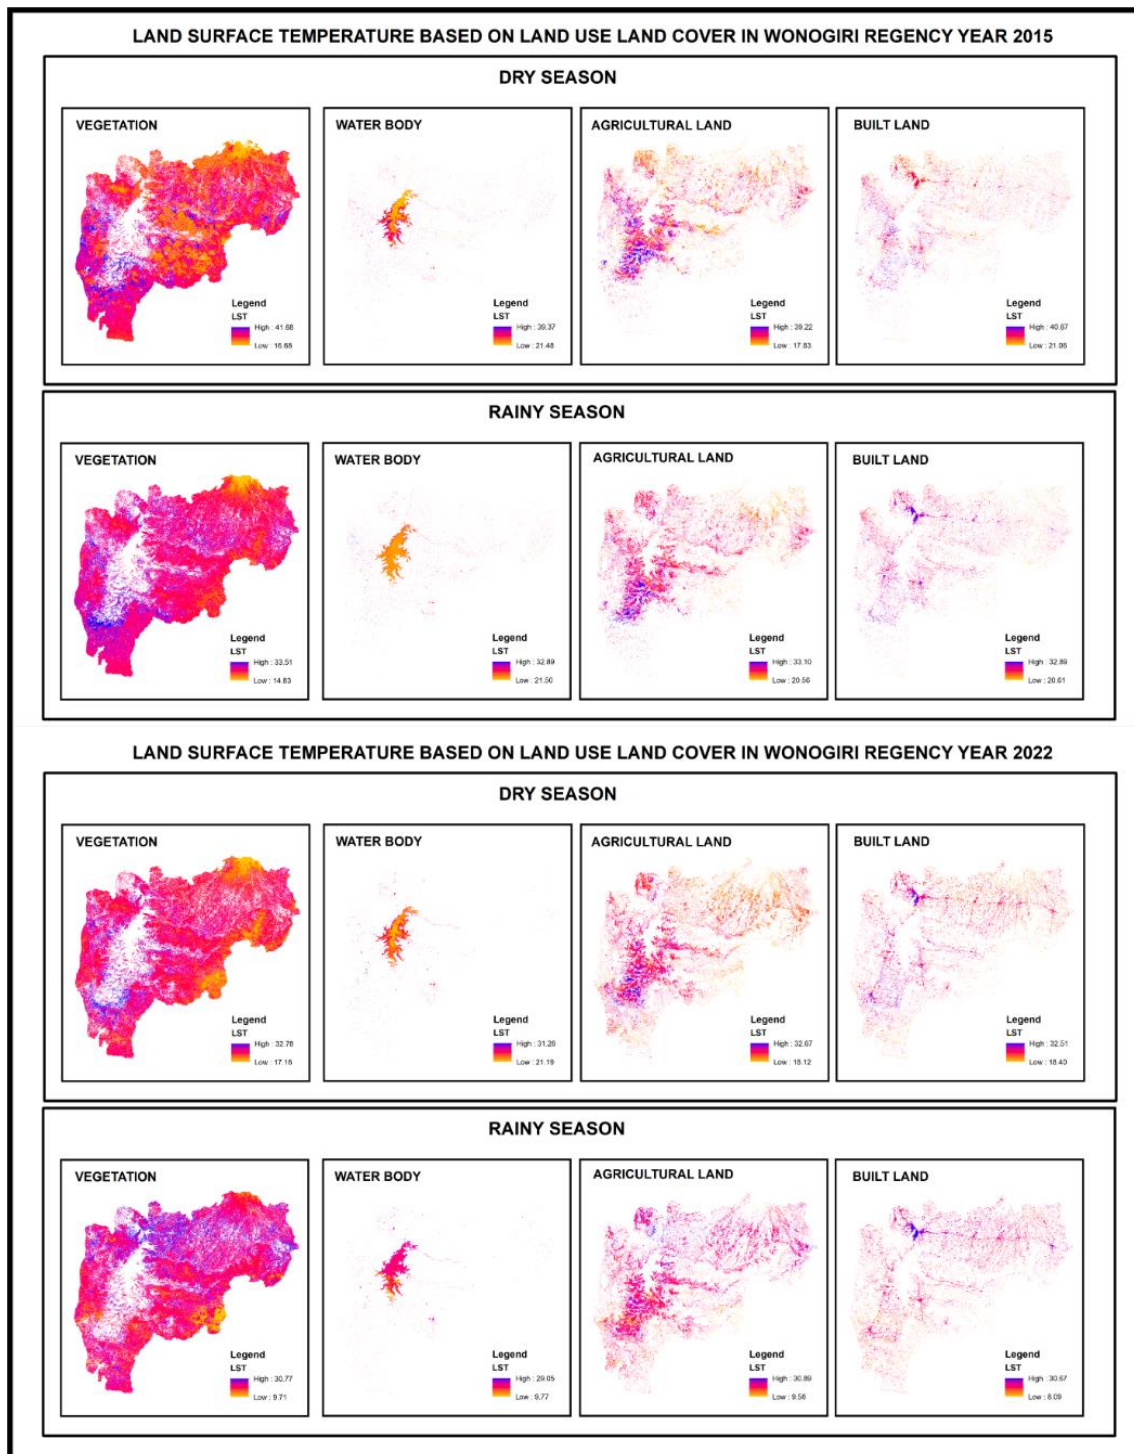 LAND SURFACE TEMPERATURE BASED ON LAND USE LAND COVER IN WONOGIRI REGENCY YEAR 2015
DRY SEASON
VEGETATION
Legend
LST
High : 41.68
Low : 16.68
WATER BODY
Legend
LST
High : 39.37
Low : 21.48
AGRICULTURAL LAND
Legend
LST
High : 39.22
Low : 17.83
BUILT LAND
Legend
LST
High : 40.87
Low : 21.06
RAINY SEASON
VEGETATION
Legend
LST
High : 33.51
Low : 14.83
WATER BODY
Legend
LST
High : 32.89
Low : 21.50
AGRICULTURAL LAND
Legend
LST
High : 33.10
Low : 20.56
BUILT LAND
Legend
LST
High : 32.89
Low : 20.61
LAND SURFACE TEMPERATURE BASED ON LAND USE LAND COVER IN WONOGIRI REGENCY YEAR 2022
DRY SEASON
VEGETATION
Legend
LST
High : 32.78
Low : 17.16
WATER BODY
Legend
LST
High : 31.28
Low : 21.19
AGRICULTURAL LAND
Legend
LST
High : 32.67
Low : 18.12
BUILT LAND
Legend
LST
High : 32.51
Low : 18.40
RAINY SEASON
VEGETATION
Legend
LST
High : 30.77
Low : 9.71
WATER BODY
Legend
LST
High : 29.05
Low : 9.77
AGRICULTURAL LAND
Legend
LST
High : 30.89
Low : 9.58
BUILT LAND
Legend
LST
High : 30.67
Low : 8.09